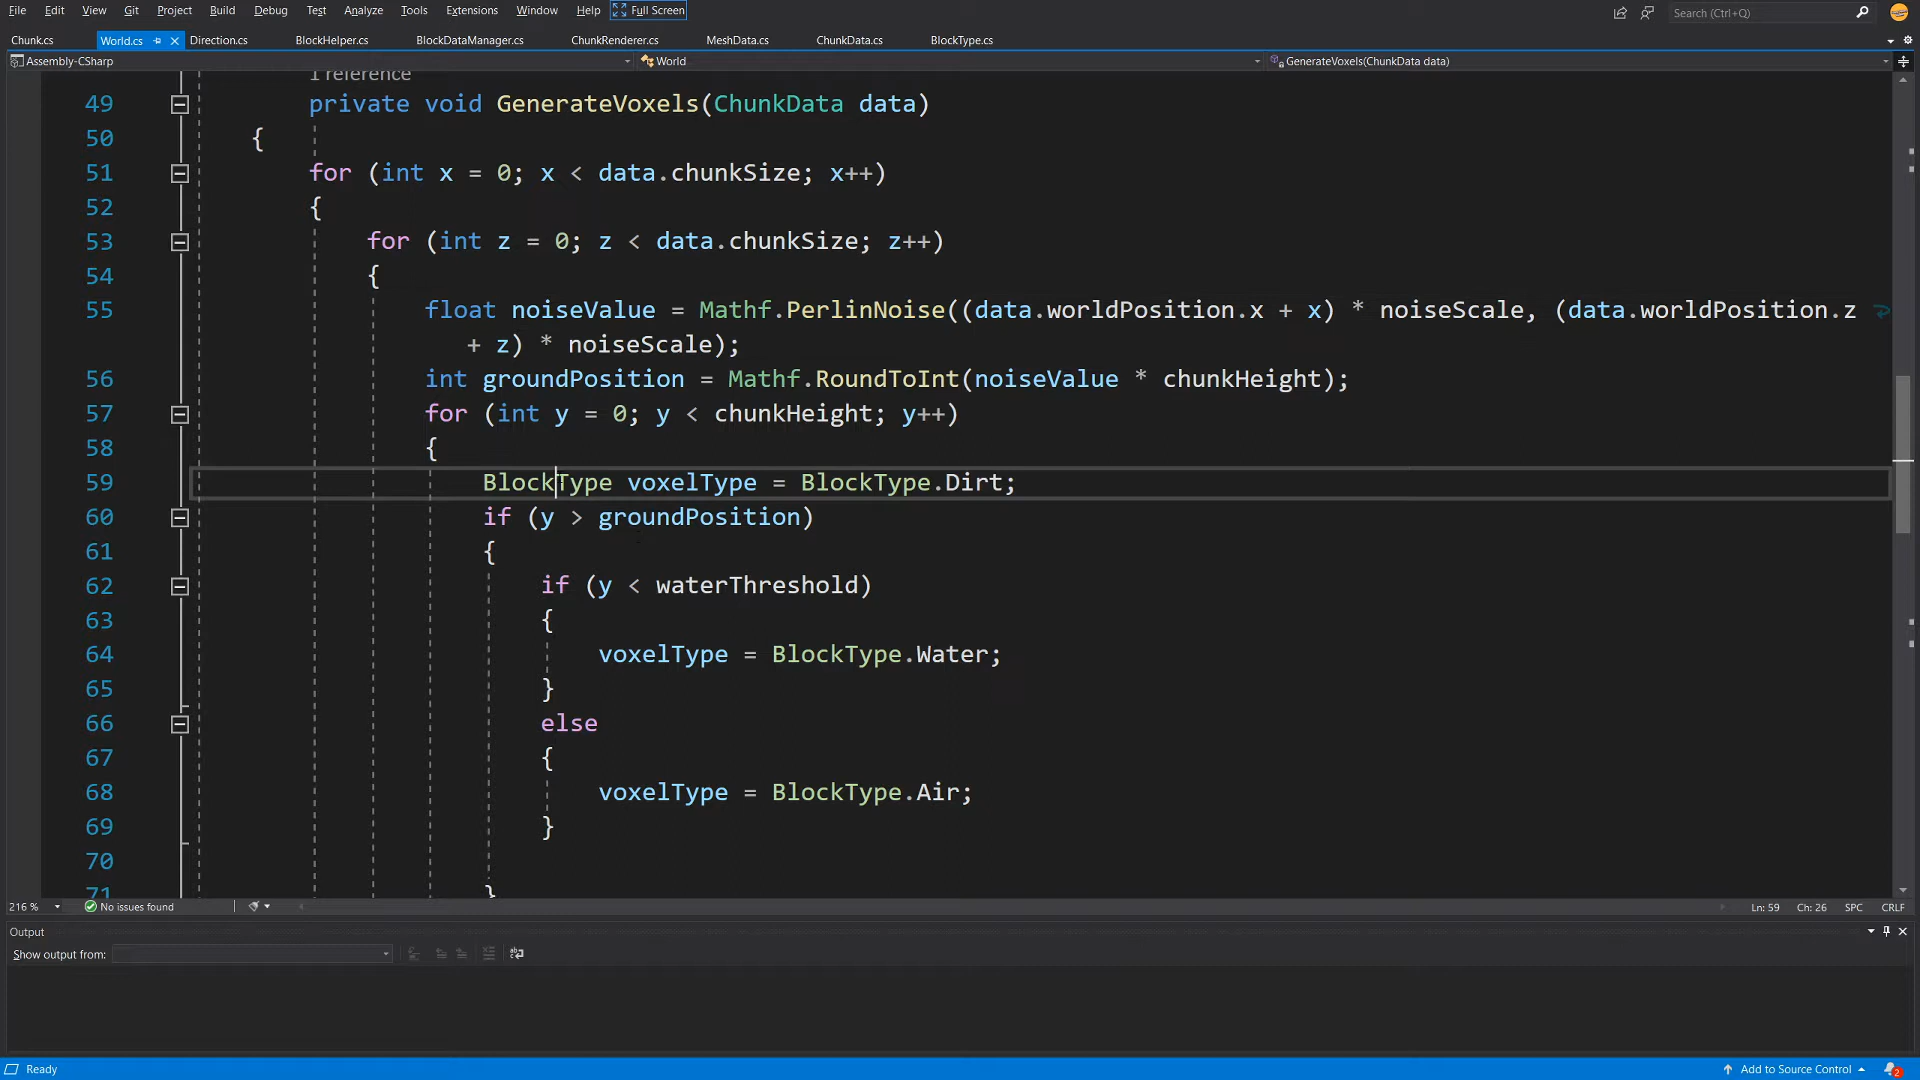 File Edit View Git Project Build Debug Test Analyze Tools Extensions Window Help Full Screen Search (Ctrl+Q)
Chunk.cs World.cs Direction.cs BlockHelper.cs BlockDataManager.cs ChunkRenderer.cs MeshData.cs ChunkData.cs BlockType.cs
Assembly-CSharp World GenerateVoxels(ChunkData data)
1 reference
49 private void GenerateVoxels(ChunkData data)
50 {
51 for (int x = 0; x < data.chunkSize; x++)
52 {
53 for (int z = 0; z < data.chunkSize; z++)
54 {
55 float noiseValue = Mathf.PerlinNoise((data.worldPosition.x + x) * noiseScale, (data.worldPosition.z
+ z) * noiseScale);
56 int groundPosition = Mathf.RoundToInt(noiseValue * chunkHeight);
57 for (int y = 0; y < chunkHeight; y++)
58 {
59 BlockType voxelType = BlockType.Dirt;
60 if (y > groundPosition)
61 {
62 if (y < waterThreshold)
63 {
64 voxelType = BlockType.Water;
65 }
66 else
67 {
68 voxelType = BlockType.Air;
69 }
70
71 }
216 % No issues found Ln: 59 Ch: 26 SPC CRLF
Output
Show output from:
Ready Add to Source Control 2